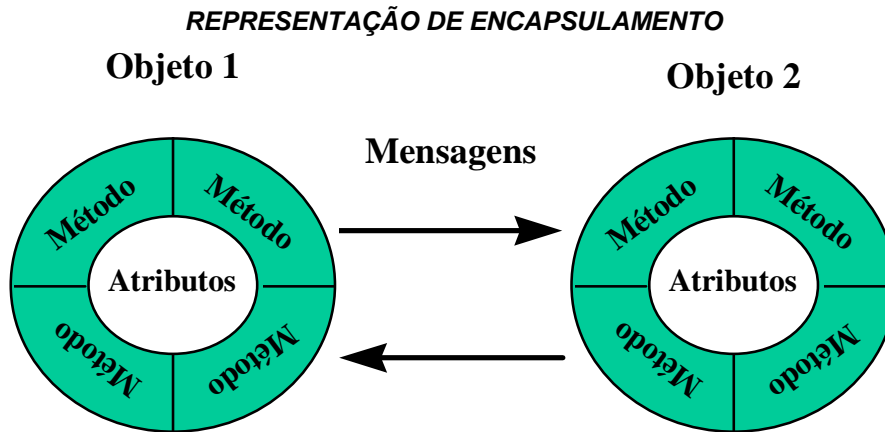 REPRESENTAÇÃO DE ENCAPSULAMENTO
Objeto 1
Objeto 2
Mensagens
Método
Método
Atributos
Método
Método
Método
Método
Atributos
Método
Método